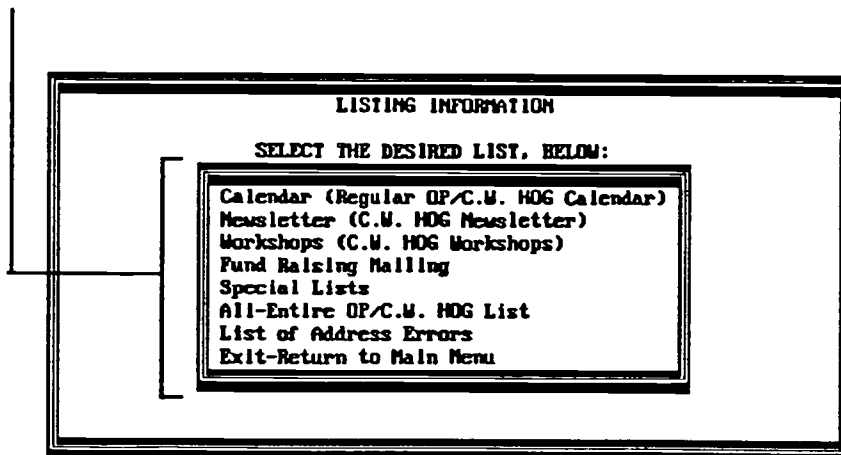 LISTING INFORMATION
SELECT THE DESIRED LIST, BELOW:
Calendar (Regular OP/C.W. HOG Calendar)
Newsletter (C.W. HOG Newsletter)
Workshops (C.W. HOG Workshops)
Fund Raising Mailing
Special Lists
All-Entire OP/C.W. HOG List
List of Address Errors
Exit-Return to Main Menu